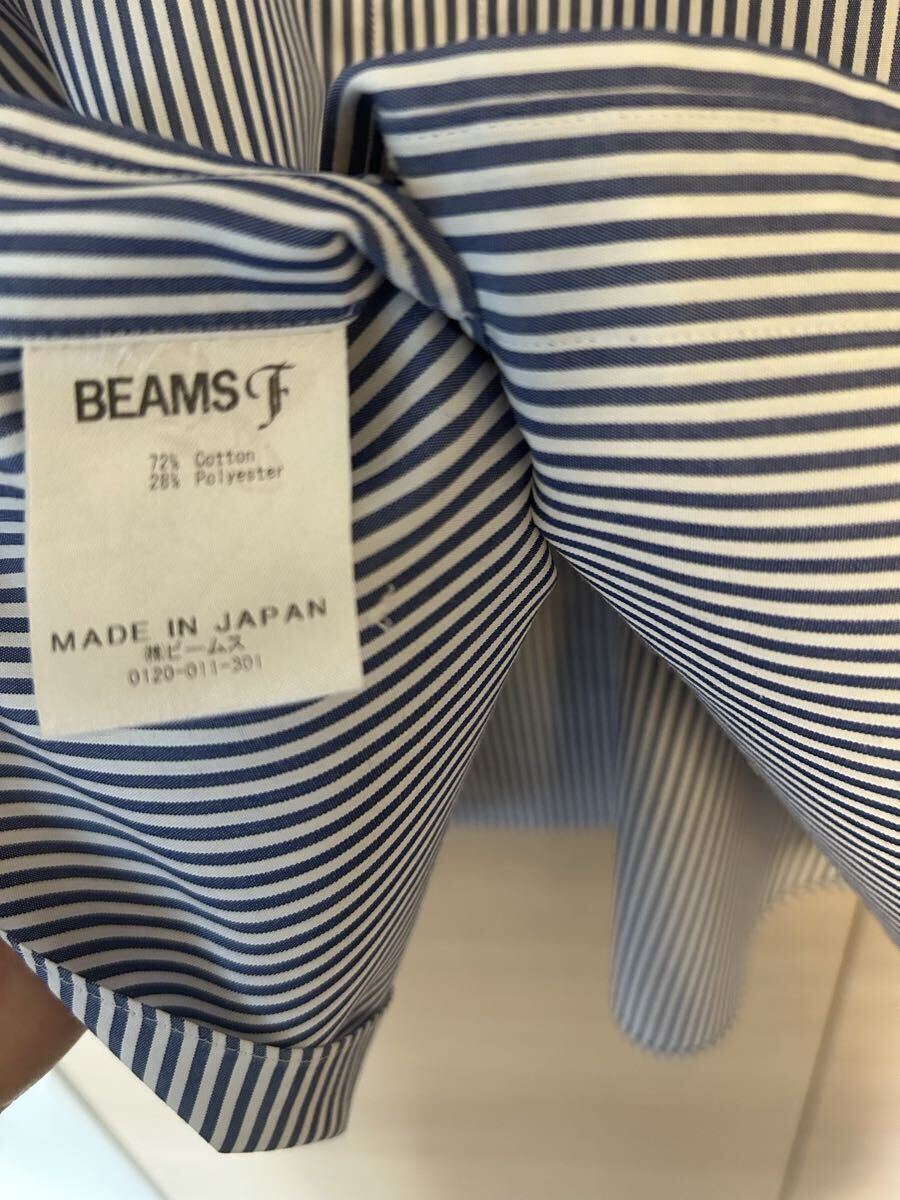 BEAMS F
72% Cotton
28% Polyester
MADE IN JAPAN
㈱ビームス
0120-011-301